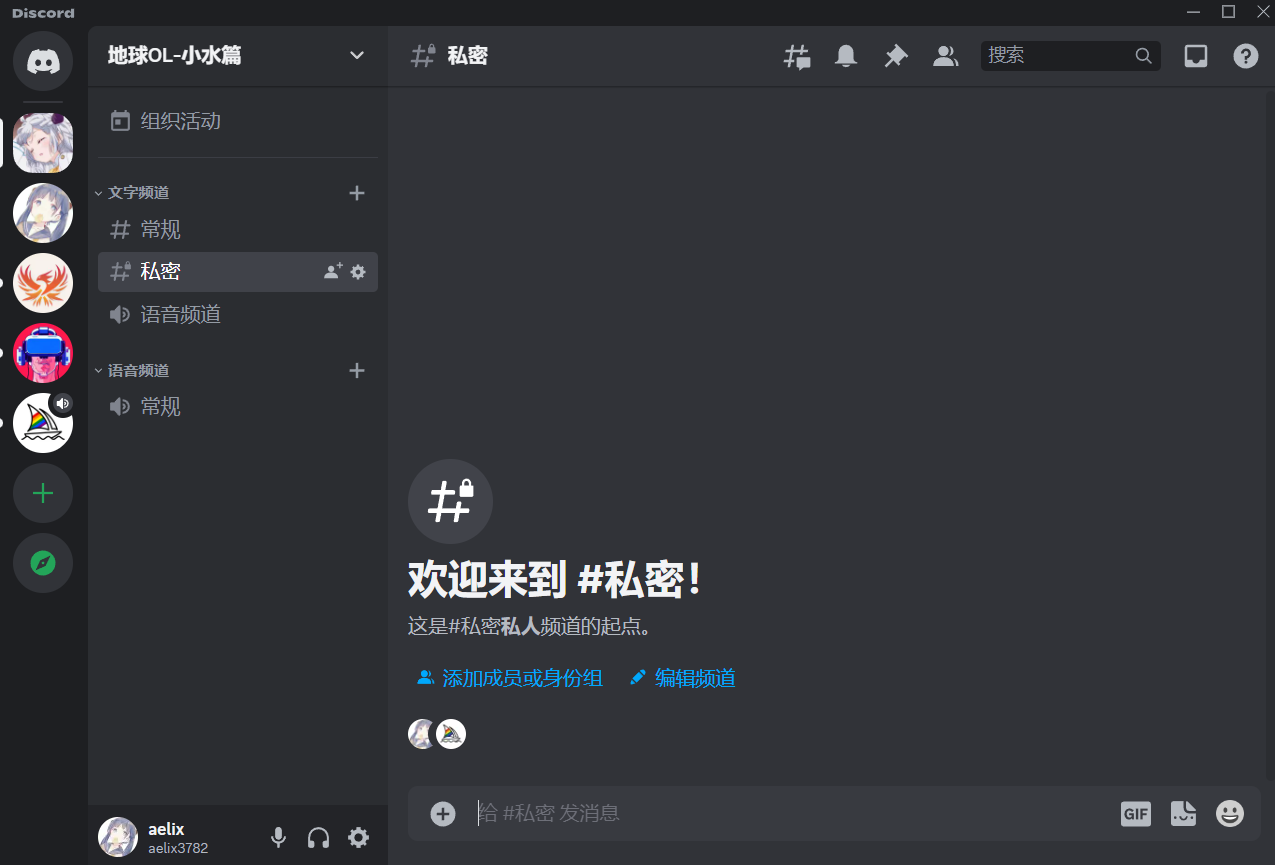 Discord
地球OL-小水篇
私密
搜索
组织活动
文字频道
常规
私密
语音频道
语音频道
常规
欢迎来到 #私密！
这是#私密私人频道的起点。
添加成员或身份组
编辑频道
给 #私密 发消息
GIF
aelix
aelix3782